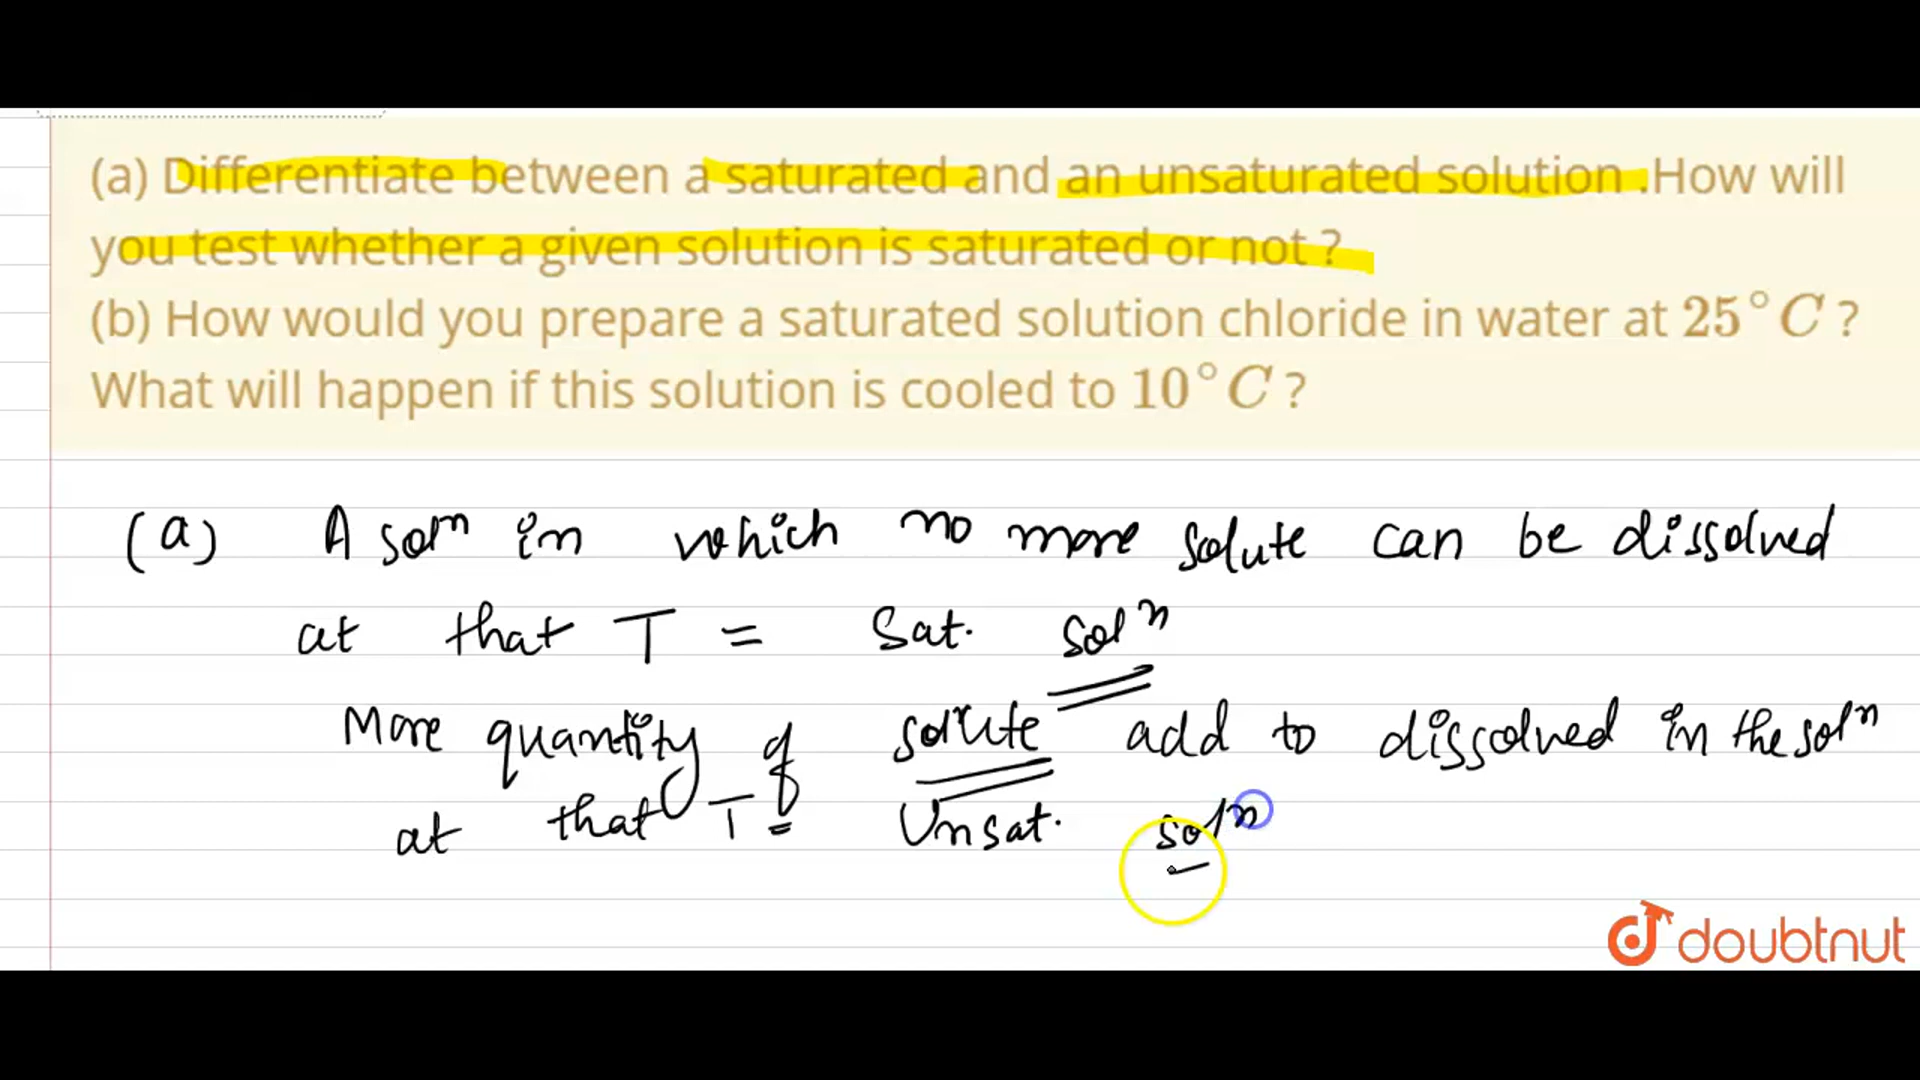 (a) Differentiate between a saturated and an unsaturated solution .How will
you test whether a given solution is saturated or not ?
(b) How would you prepare a saturated solution chloride in water at 25°C ?
What will happen if this solution is cooled to 10°C ?
(a) A solⁿ in which no more solute can be dissolved
at that T = Sat. solⁿ
More quantity of solute add to dissolved in the solⁿ
at that T = Unsat. solⁿ
doubtnut